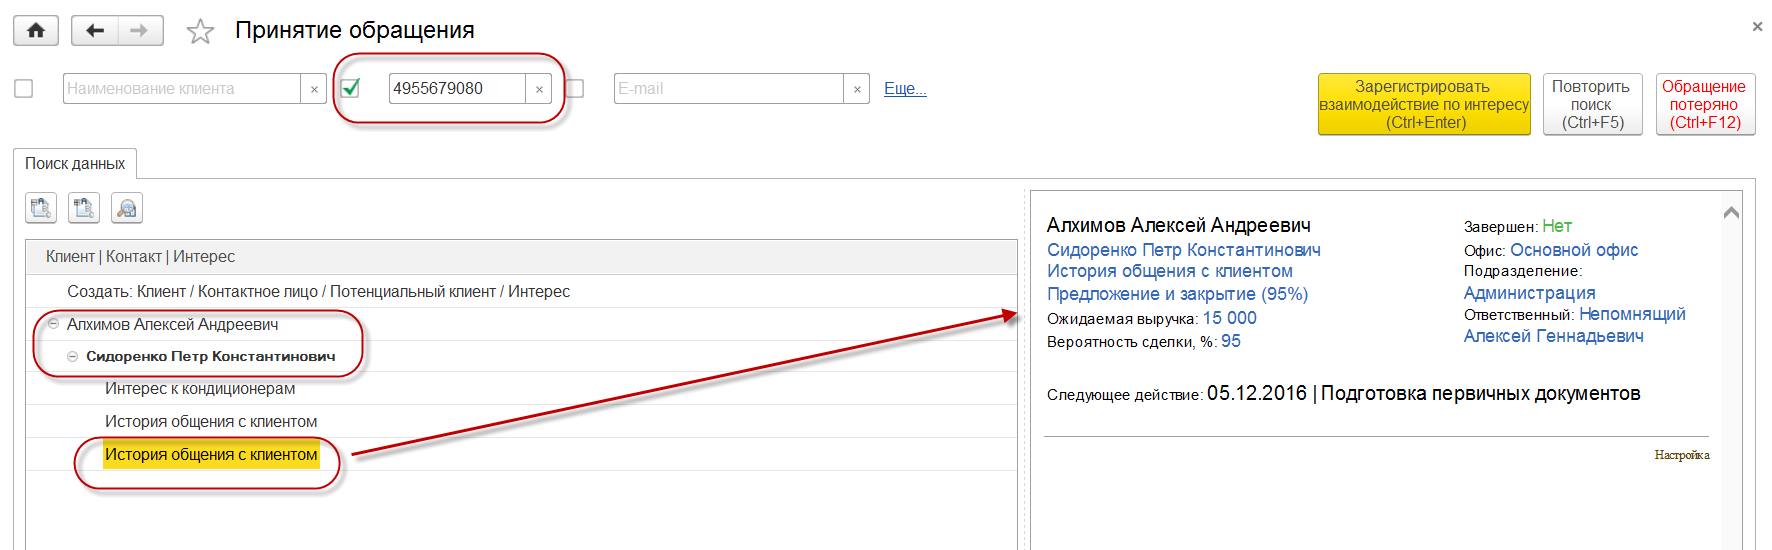 Принятие обращения
×
Наименование клиента ×
4955679080 ×
E-mail ×
Еще...
Зарегистрировать
взаимодействие по интересу
(Ctrl+Enter)
Повторить
поиск
(Ctrl+F5)
Обращение
потеряно
(Ctrl+F12)
Поиск данных
Клиент | Контакт | Интерес
Создать: Клиент / Контактное лицо / Потенциальный клиент / Интерес
Алхимов Алексей Андреевич
Сидоренко Петр Константинович
Интерес к кондиционерам
История общения с клиентом
История общения с клиентом
Алхимов Алексей Андреевич
Сидоренко Петр Константинович
История общения с клиентом
Предложение и закрытие (95%)
Ожидаемая выручка: 15 000
Вероятность сделки, %: 95
Завершен: Нет
Офис: Основной офис
Подразделение:
Администрация
Ответственный: Непомнящий
Алексей Геннадьевич
Следующее действие: 05.12.2016 | Подготовка первичных документов
Настройка